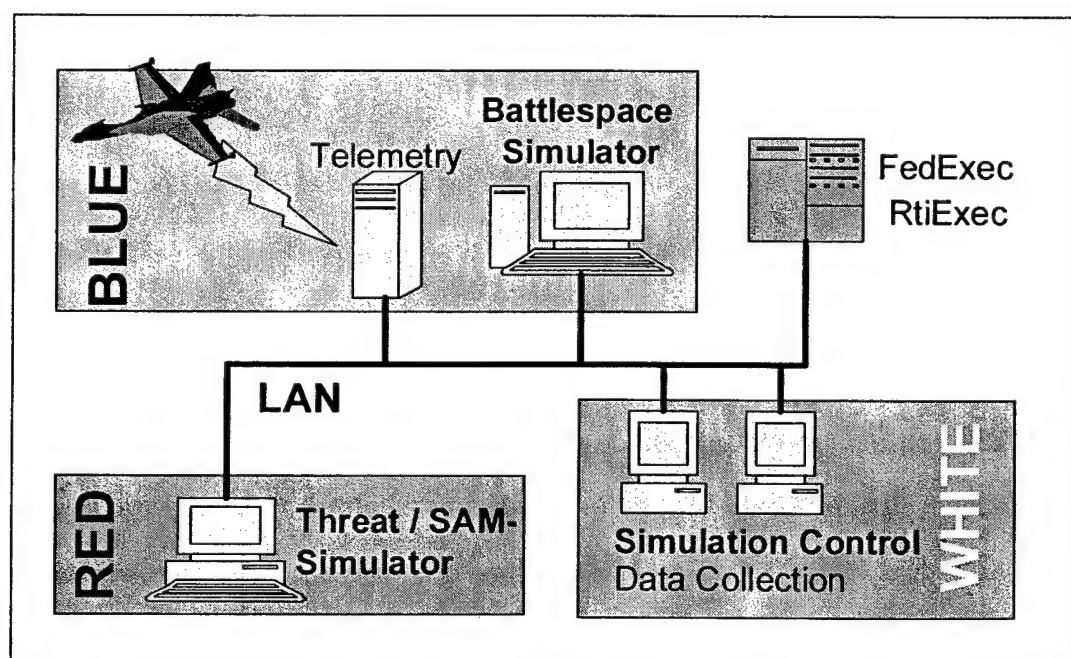 BLUE
Telemetry
Battlespace
Simulator
FedExec
RtiExec
LAN
RED
Threat / SAM-
Simulator
Simulation Control
Data Collection
WHITE